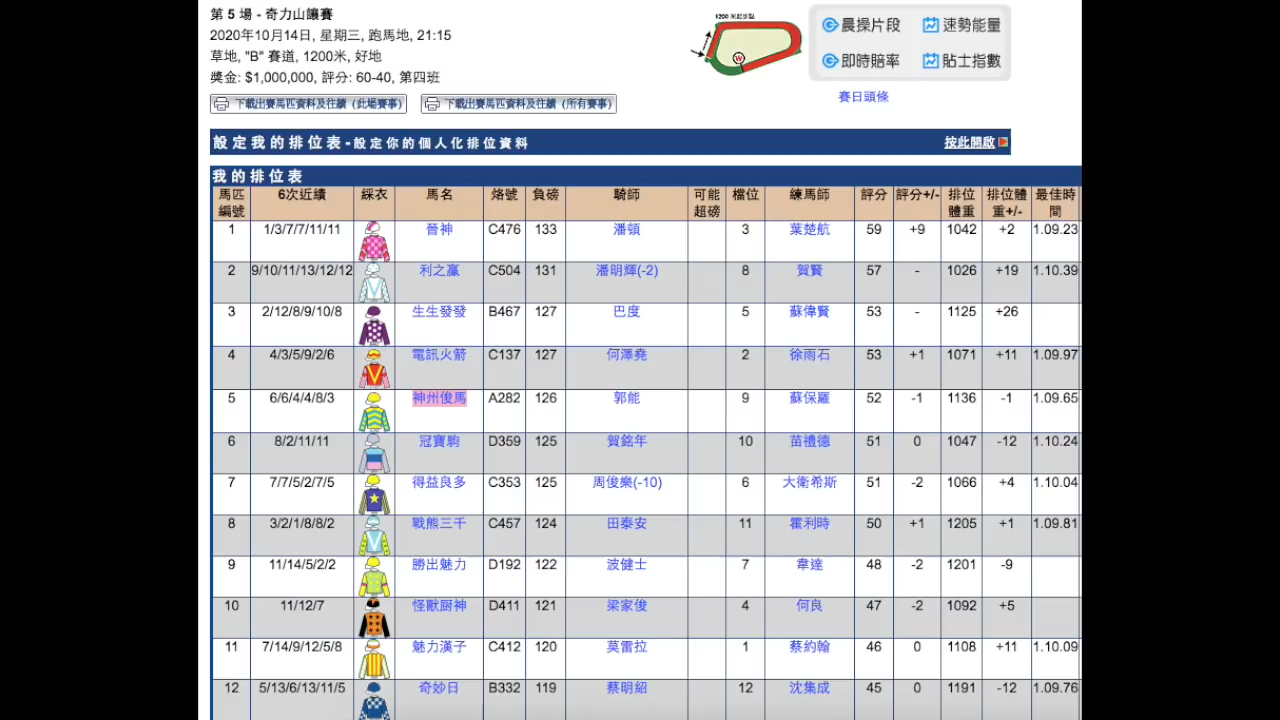 第 5 場 - 奇力山讓賽
2020年10月14日, 星期三, 跑馬地, 21:15
草地, "B" 賽道, 1200米, 好地
獎金: $1,000,000, 評分: 60-40, 第四班
1200 米起步點
W
晨操片段 速勢能量
即時賠率 貼士指數
賽日頭條
下載出賽馬匹資料及往績 (此場賽事) 下載出賽馬匹資料及往績 (所有賽事)
設定我的排位表-設定你的個人化排位資料 按此開啟
我的排位表
馬匹編號 6次近績 綵衣 馬名 烙號 負磅 騎師 可能超磅 檔位 練馬師 評分 評分+/- 排位體重 排位體重+/- 最佳時間
1 1/3/7/7/11/11 晉神 C476 133 潘頓 3 葉楚航 59 +9 1042 +2 1.09.23
2 9/10/11/13/12/12 利之贏 C504 131 潘明輝(-2) 8 賀賢 57 - 1026 +19 1.10.39
3 2/12/8/9/10/8 生生發發 B467 127 巴度 5 蘇偉賢 53 - 1125 +26
4 4/3/5/9/2/6 電訊火箭 C137 127 何澤堯 2 徐雨石 53 +1 1071 +11 1.09.97
5 6/6/4/4/8/3 神州俊馬 A282 126 郭能 9 蘇保羅 52 -1 1136 -1 1.09.65
6 8/2/11/11 冠寶駒 D359 125 賀銘年 10 苗禮德 51 0 1047 -12 1.10.24
7 7/7/5/2/7/5 得益良多 C353 125 周俊樂(-10) 6 大衛希斯 51 -2 1066 +4 1.10.04
8 3/2/1/8/8/2 戰熊三千 C457 124 田泰安 11 霍利時 50 +1 1205 +1 1.09.81
9 11/14/5/2/2 勝出魅力 D192 122 波健士 7 韋達 48 -2 1201 -9
10 11/12/7 怪獸厨神 D411 121 梁家俊 4 何良 47 -2 1092 +5
11 7/14/9/12/5/8 魅力漢子 C412 120 莫雷拉 1 蔡約翰 46 0 1108 +11 1.10.09
12 5/13/6/13/11/5 奇妙日 B332 119 蔡明紹 12 沈集成 45 0 1191 -12 1.09.76